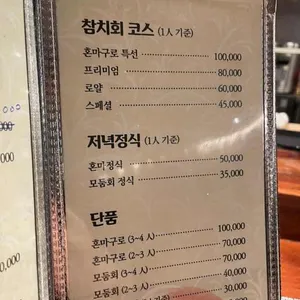 참치회 코스 (1人 기준)
혼마구로 특선 ················ 100,000
프리미엄 ······················ 80,000
로얄 ···························· 60,000
스페셜 ························· 45,000
저녁정식 (1人 기준)
혼마정식 ······················ 50,000
모둠회 정식 ·················· 35,000
단품
혼마구로 (3~4 人) ············ 100,000
혼마구로 (2~3 人) ············ 70,000
모둠회 (3~4 人) ··············· 70,000
모둠회 (2~3 人) ··············· 40,000
30,000